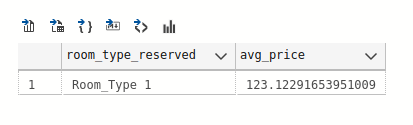 room_type_reserved avg_price
1 Room_Type 1 123.12291653951009